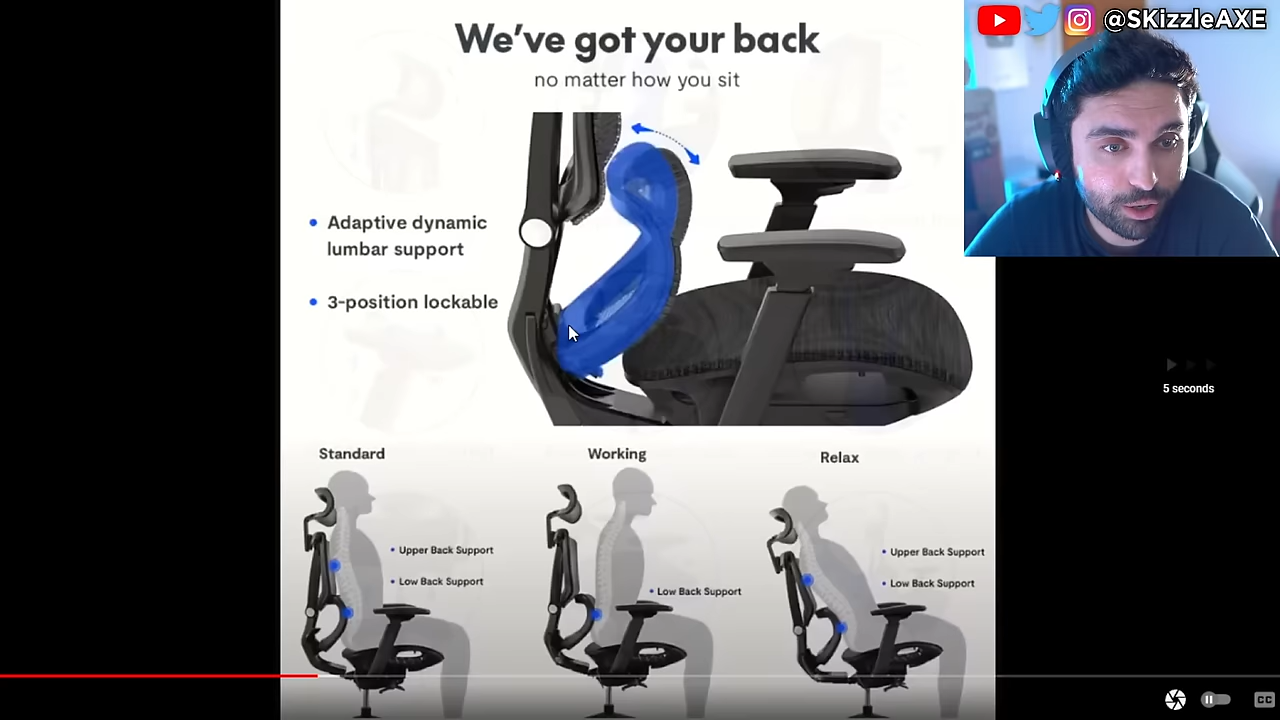 We've got your back
no matter how you sit
@SKizzleAXE
• Adaptive dynamic
lumbar support
• 3-position lockable
5 seconds
Standard
Working
Relax
• Upper Back Support
• Low Back Support
• Low Back Support
• Upper Back Support
• Low Back Support
CC